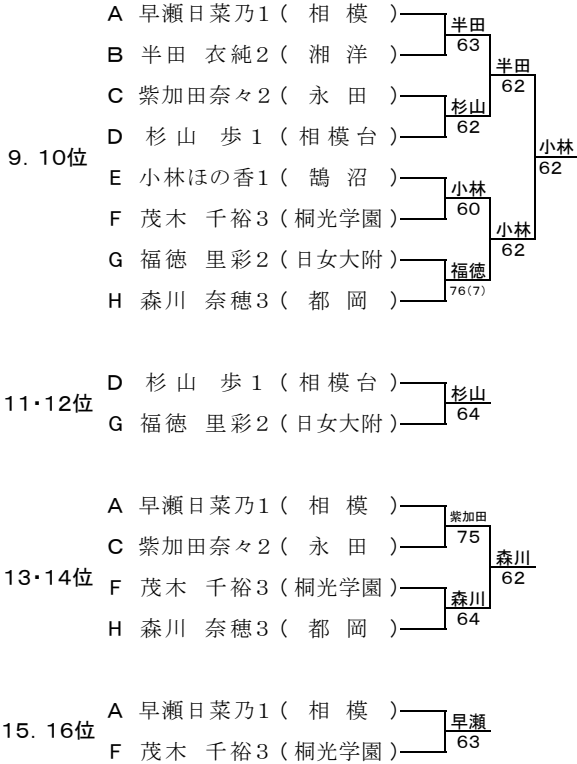 A 早瀬日菜乃1 ( 相 模 )
半田
B 半田 衣純2 ( 湘 洋 )
63
半田
62
C 紫加田奈々2 ( 永 田 )
杉山
D 杉 山 歩 1 ( 相 模 台 )
62
9. 10位
小林
62
E 小林ほの香1 ( 鵠 沼 )
小林
F 茂木 千裕3 ( 桐光学園 )
60
小林
62
G 福徳 里彩2 ( 日女大附 )
福徳
H 森川 奈穂3 ( 都 岡 )
76(7)
D 杉 山 歩 1 ( 相 模 台 )
11・12位
杉山
G 福徳 里彩2 ( 日女大附 )
64
A 早瀬日菜乃1 ( 相 模 )
紫加田
C 紫加田奈々2 ( 永 田 )
75
13・14位
森川
62
F 茂木 千裕3 ( 桐光学園 )
森川
H 森川 奈穂3 ( 都 岡 )
64
A 早瀬日菜乃1 ( 相 模 )
15. 16位
早瀬
F 茂木 千裕3 ( 桐光学園 )
63